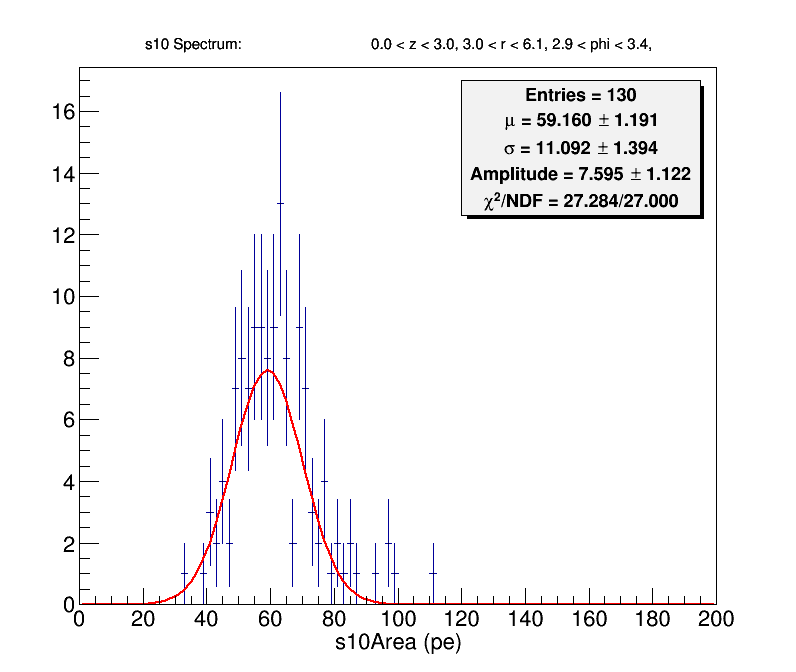 s10 Spectrum: 0.0 < z < 3.0, 3.0 < r < 6.1, 2.9 < phi < 3.4,
Entries = 130
μ = 59.160 ± 1.191
σ = 11.092 ± 1.394
Amplitude = 7.595 ± 1.122
χ²/NDF = 27.284/27.000
16
14
12
10
8
6
4
2
0
0 20 40 60 80 100 120 140 160 180 200
s10Area (pe)